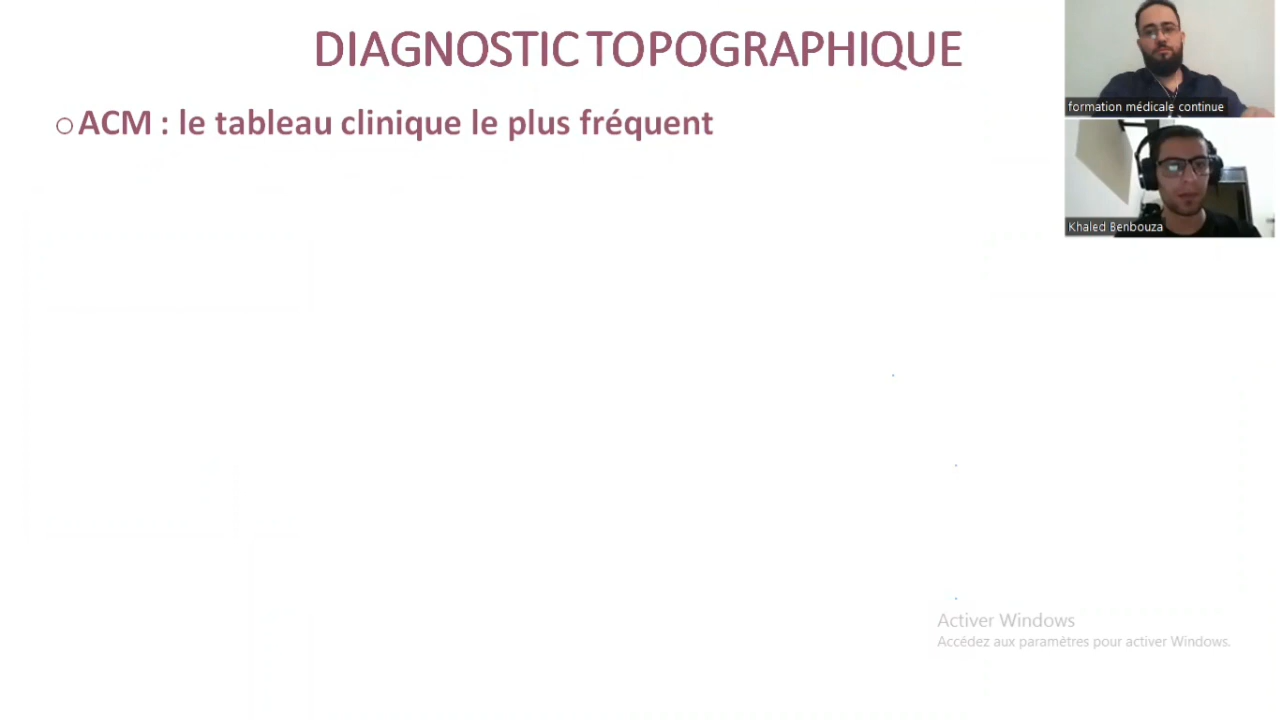 DIAGNOSTIC TOPOGRAPHIQUE
formation médicale continue
○ACM : le tableau clinique le plus fréquent
Khaled Benbouza
Activer Windows
Accédez aux paramètres pour activer Windows.